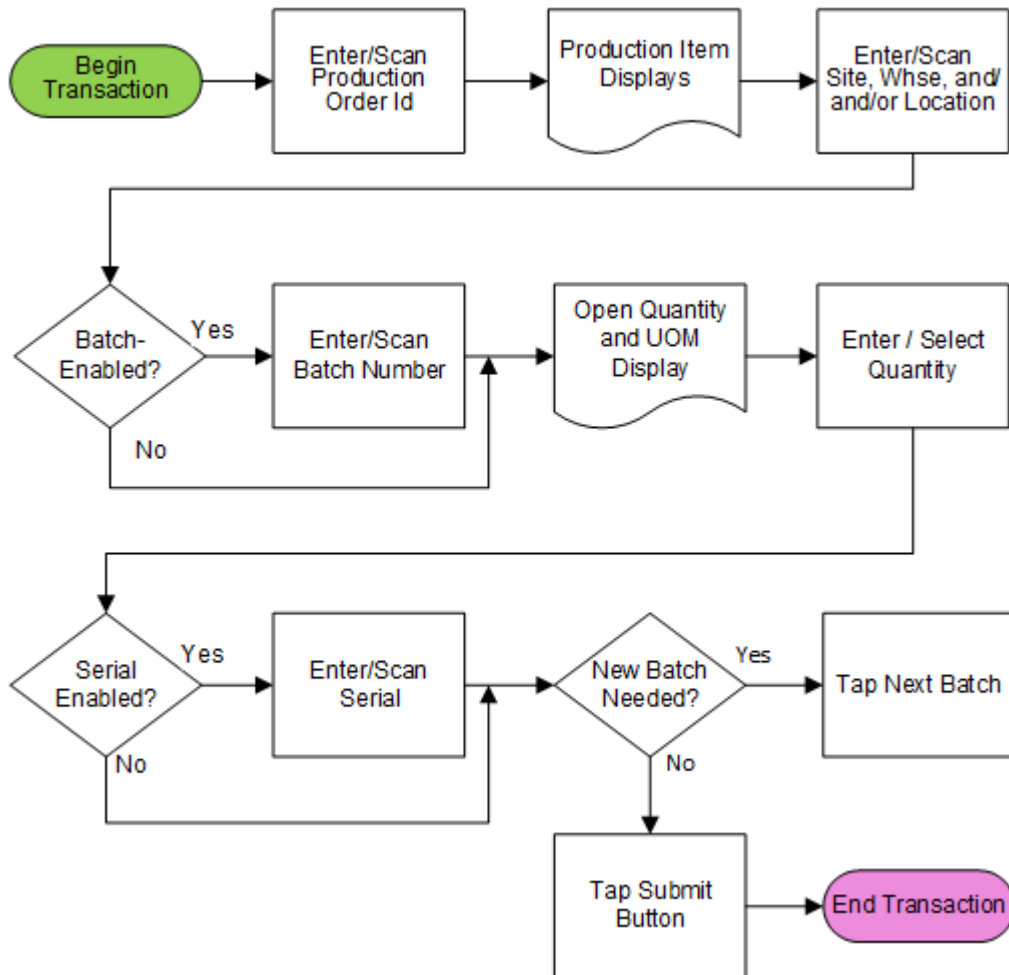 Begin
Transaction
Enter/Scan
Production
Order Id
Production Item
Displays
Enter/Scan
Site, Whse, and/
and/or Location
Batch-
Enabled?
Yes
No
Enter/Scan
Batch Number
Open Quantity
and UOM
Display
Enter / Select
Quantity
Serial
Enabled?
Yes
No
Enter/Scan
Serial
New Batch
Needed?
Yes
No
Tap Next Batch
Tap Submit
Button
End Transaction